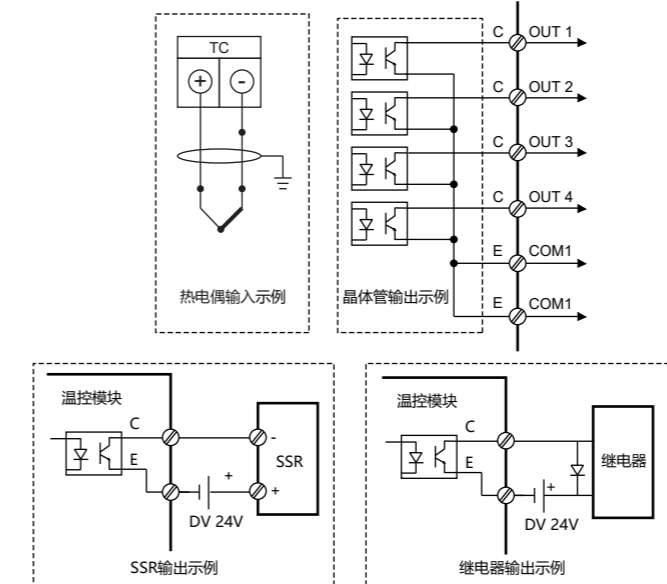 TC
+ -
热电偶输入示例
C OUT 1
C OUT 2
C OUT 3
C OUT 4
E COM1
E COM1
晶体管输出示例
温控模块
C
E
-
SSR
+
+
DV 24V
SSR输出示例
温控模块
C
E
继电器
+
DV 24V
继电器输出示例